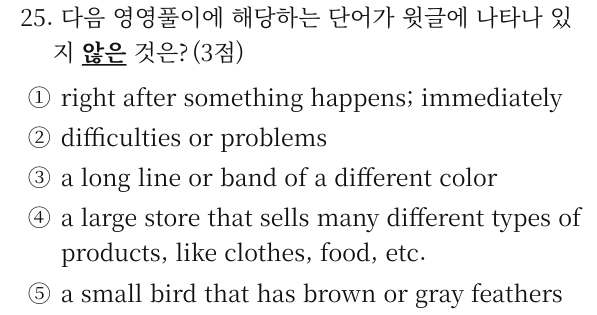 25. 다음 영영풀이에 해당하는 단어가 윗글에 나타나 있
지 않은 것은? (3점)
① right after something happens; immediately
② difficulties or problems
③ a long line or band of a different color
④ a large store that sells many different types of
products, like clothes, food, etc.
⑤ a small bird that has brown or gray feathers